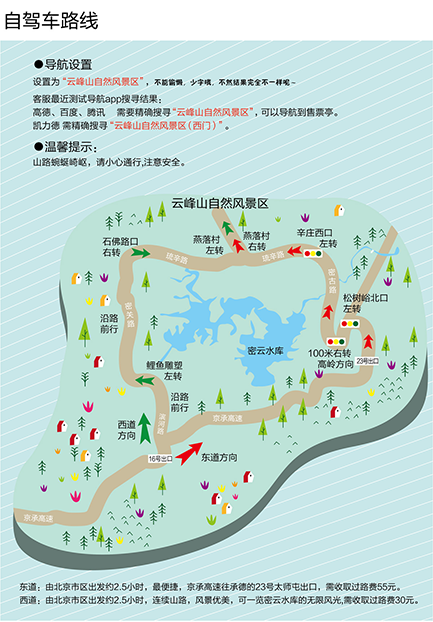 自驾车路线
●导航设置
设置为“云峰山自然风景区”，不能偷懒，少字哦，不然结果完全不一样呢~
客服最近测试导航app搜寻结果：
高德、百度、腾讯 需要精确搜寻“云峰山自然风景区”，可以导航到售票亭。
凯力德 需精确搜寻“云峰山自然风景区（西门）”。
●温馨提示：
山路蜿蜒崎岖，请小心通行,注意安全。
云峰山自然风景区
石佛路口
右转
燕落村
左转
燕落村
右转
辛庄西口
左转
琉辛路
琉辛路
密古路
松树峪北口
左转
密关路
沿路
前行
密云水库
100米右转
高岭方向
23号出口
鲤鱼雕塑
左转
沿路
前行
西道
方向
滨河路
京承高速
16号出口
东道方向
京承高速
东道：由北京市区出发约2.5小时，最便捷，京承高速往承德的23号太师屯出口，需收取过路费55元。
西道：由北京市区出发约2.5小时，连续山路，风景优美，可一览密云水库的无限风光,需收取过路费30元。